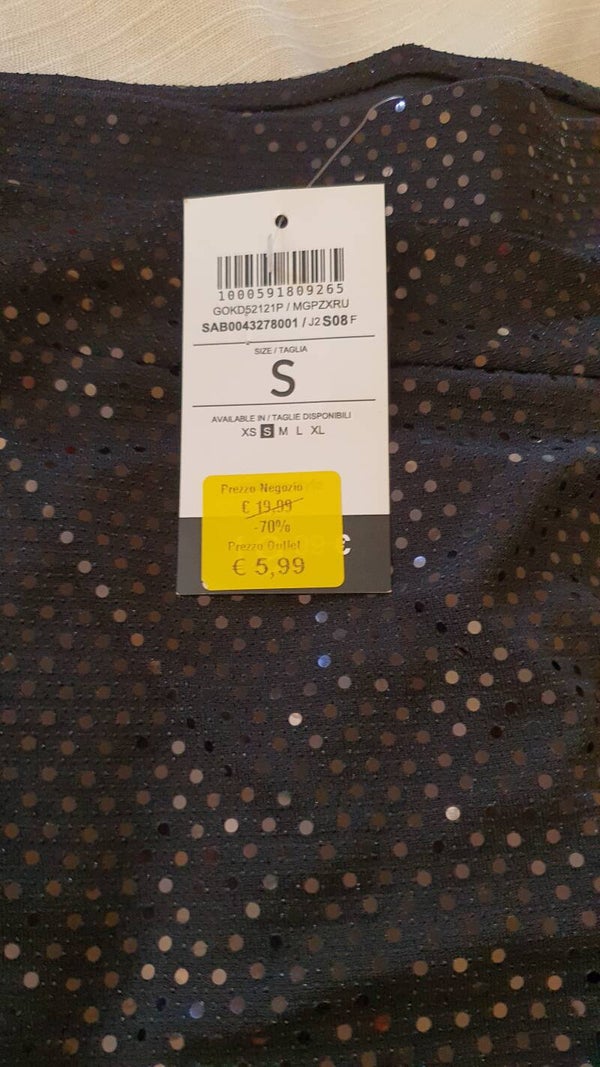 1000591809265
GOKD52121P / MGPZXRU
SAB0043278001 / J2 S08 F
SIZE / TAGLIA
S
AVAILABLE IN / TAGLIE DISPONIBILI
XS S M L XL
Prezzo Negozio
€ 19,99
-70%
Prezzo Outlet
€ 5,99
€